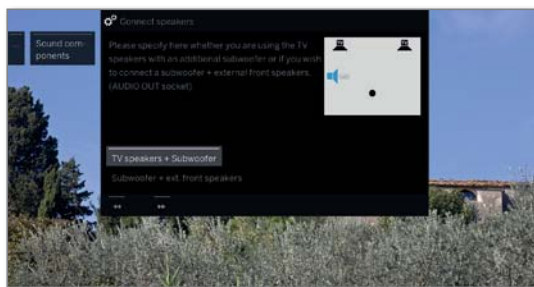 Connect speakers
...
Sound com-
ponents
Please specify here whether you are using the TV
speakers with an additional subwoofer or if you wish
to connect a subwoofer + external front speakers.
(AUDIO OUT socket)
TV speakers + Subwoofer
Subwoofer + ext. front speakers